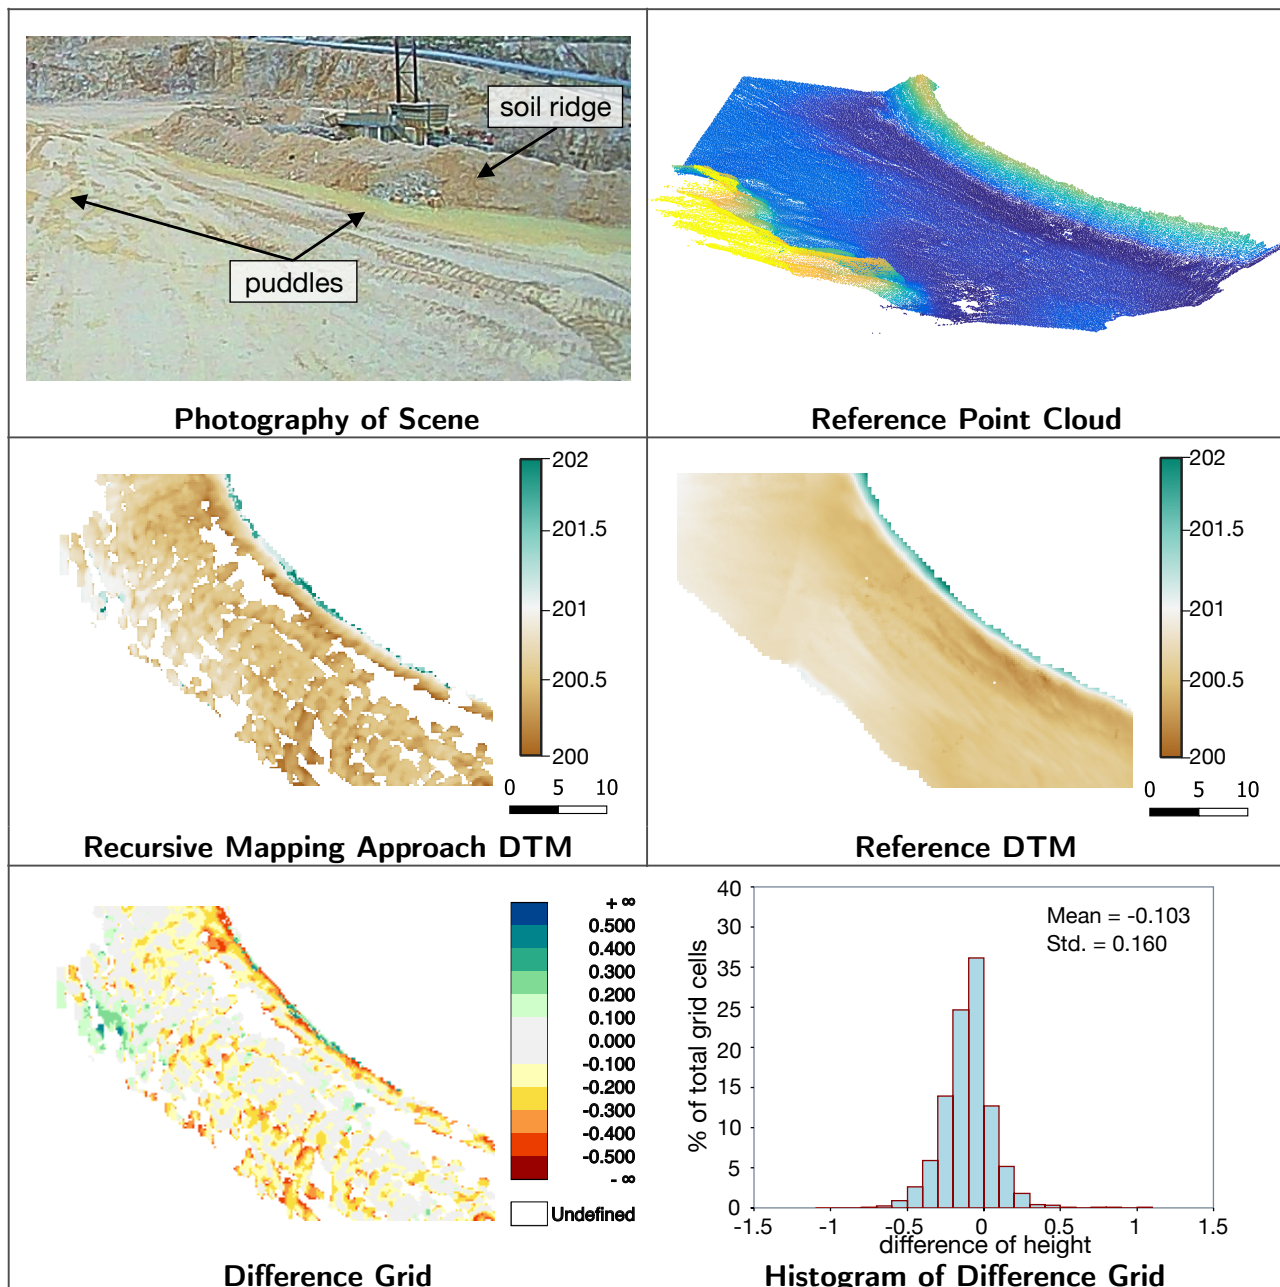 soil ridge
puddles
Photography of Scene
Reference Point Cloud
202
201.5
201
200.5
200
0 5 10
Recursive Mapping Approach DTM
202
201.5
201
200.5
200
0 5 10
Reference DTM
+ ∞
0.500
0.400
0.300
0.200
0.100
0.000
-0.100
-0.200
-0.300
-0.400
-0.500
- ∞
Undefined
Difference Grid
40
30
35
25
20
15
10
5
0
% of total grid cells
Mean = -0.103
Std. = 0.160
-1.5 -0.5 0 0.5 1.5
difference of height
Histogram of Difference Grid